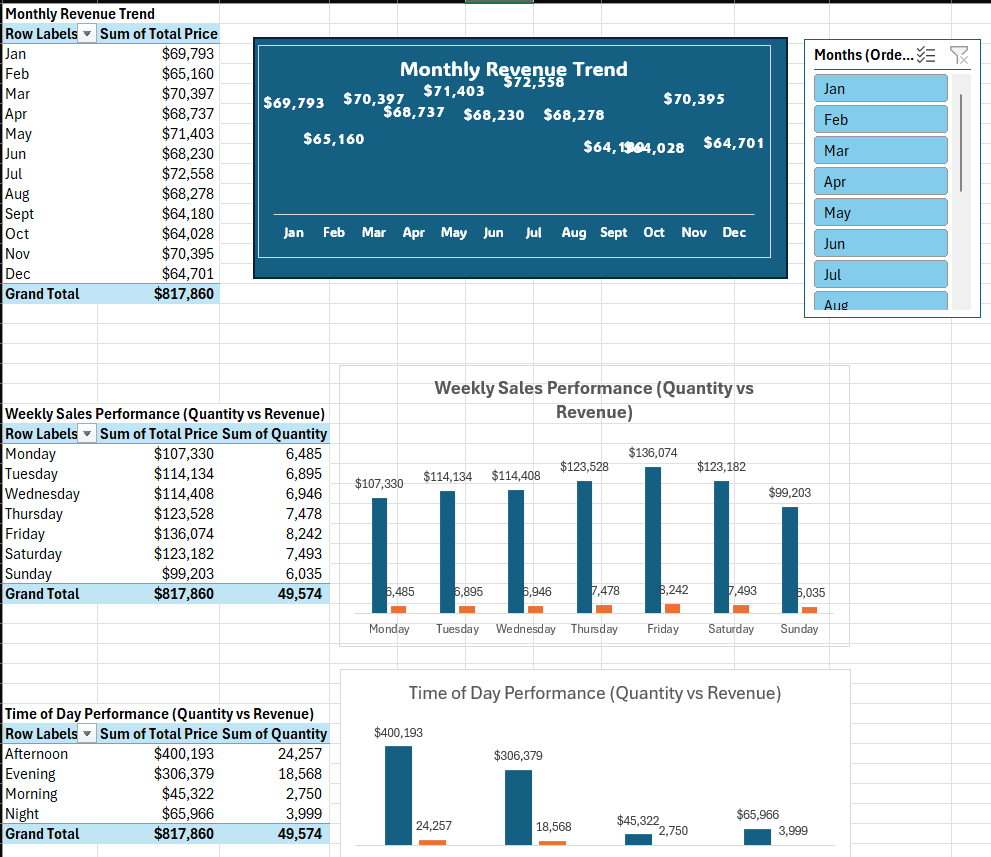 Monthly Revenue Trend
Row Labels Sum of Total Price
Jan $69,793
Feb $65,160
Mar $70,397
Apr $68,737
May $71,403
Jun $68,230
Jul $72,558
Aug $68,278
Sept $64,180
Oct $64,028
Nov $70,395
Dec $64,701
Grand Total $817,860
Monthly Revenue Trend
$69,793 $65,160 $70,397 $68,737 $71,403 $68,230 $72,558 $68,278 $64,180 $64,028 $70,395 $64,701
Jan Feb Mar Apr May Jun Jul Aug Sept Oct Nov Dec
Months (Orde...
Jan
Feb
Mar
Apr
May
Jun
Jul
Aug
Weekly Sales Performance (Quantity vs Revenue)
Row Labels Sum of Total Price Sum of Quantity
Monday $107,330 6,485
Tuesday $114,134 6,895
Wednesday $114,408 6,946
Thursday $123,528 7,478
Friday $136,074 8,242
Saturday $123,182 7,493
Sunday $99,203 6,035
Grand Total $817,860 49,574
Weekly Sales Performance (Quantity vs
Revenue)
$107,330 $114,134 $114,408 $123,528 $136,074 $123,182 $99,203
6,485 6,895 6,946 7,478 8,242 7,493 6,035
Monday Tuesday Wednesday Thursday Friday Saturday Sunday
Time of Day Performance (Quantity vs Revenue)
Row Labels Sum of Total Price Sum of Quantity
Afternoon $400,193 24,257
Evening $306,379 18,568
Morning $45,322 2,750
Night $65,966 3,999
Grand Total $817,860 49,574
Time of Day Performance (Quantity vs Revenue)
$400,193 $306,379 $45,322 $65,966
24,257 18,568 2,750 3,999